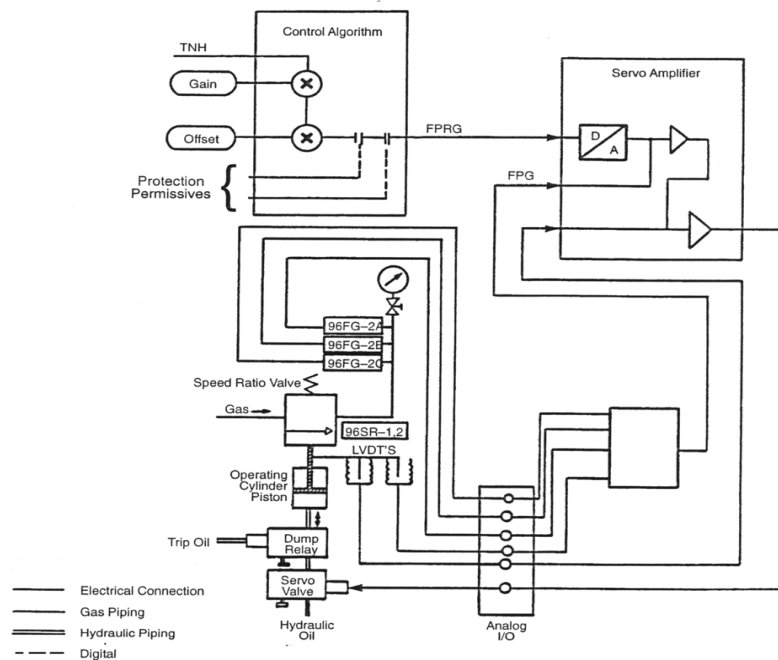 Control Algorithm
TNH
Gain
Offset
Protection
Permissives
FPRG
Servo Amplifier
D
A
FPG
96FG–2A
96FG–2B
96FG–2C
Speed Ratio Valve
Gas
96SR–1,2
LVDT'S
Operating
Cylinder
Piston
Trip Oil
Dump
Relay
Servo
Valve
Hydraulic
Oil
Analog
I/O
Electrical Connection
Gas Piping
Hydraulic Piping
Digital